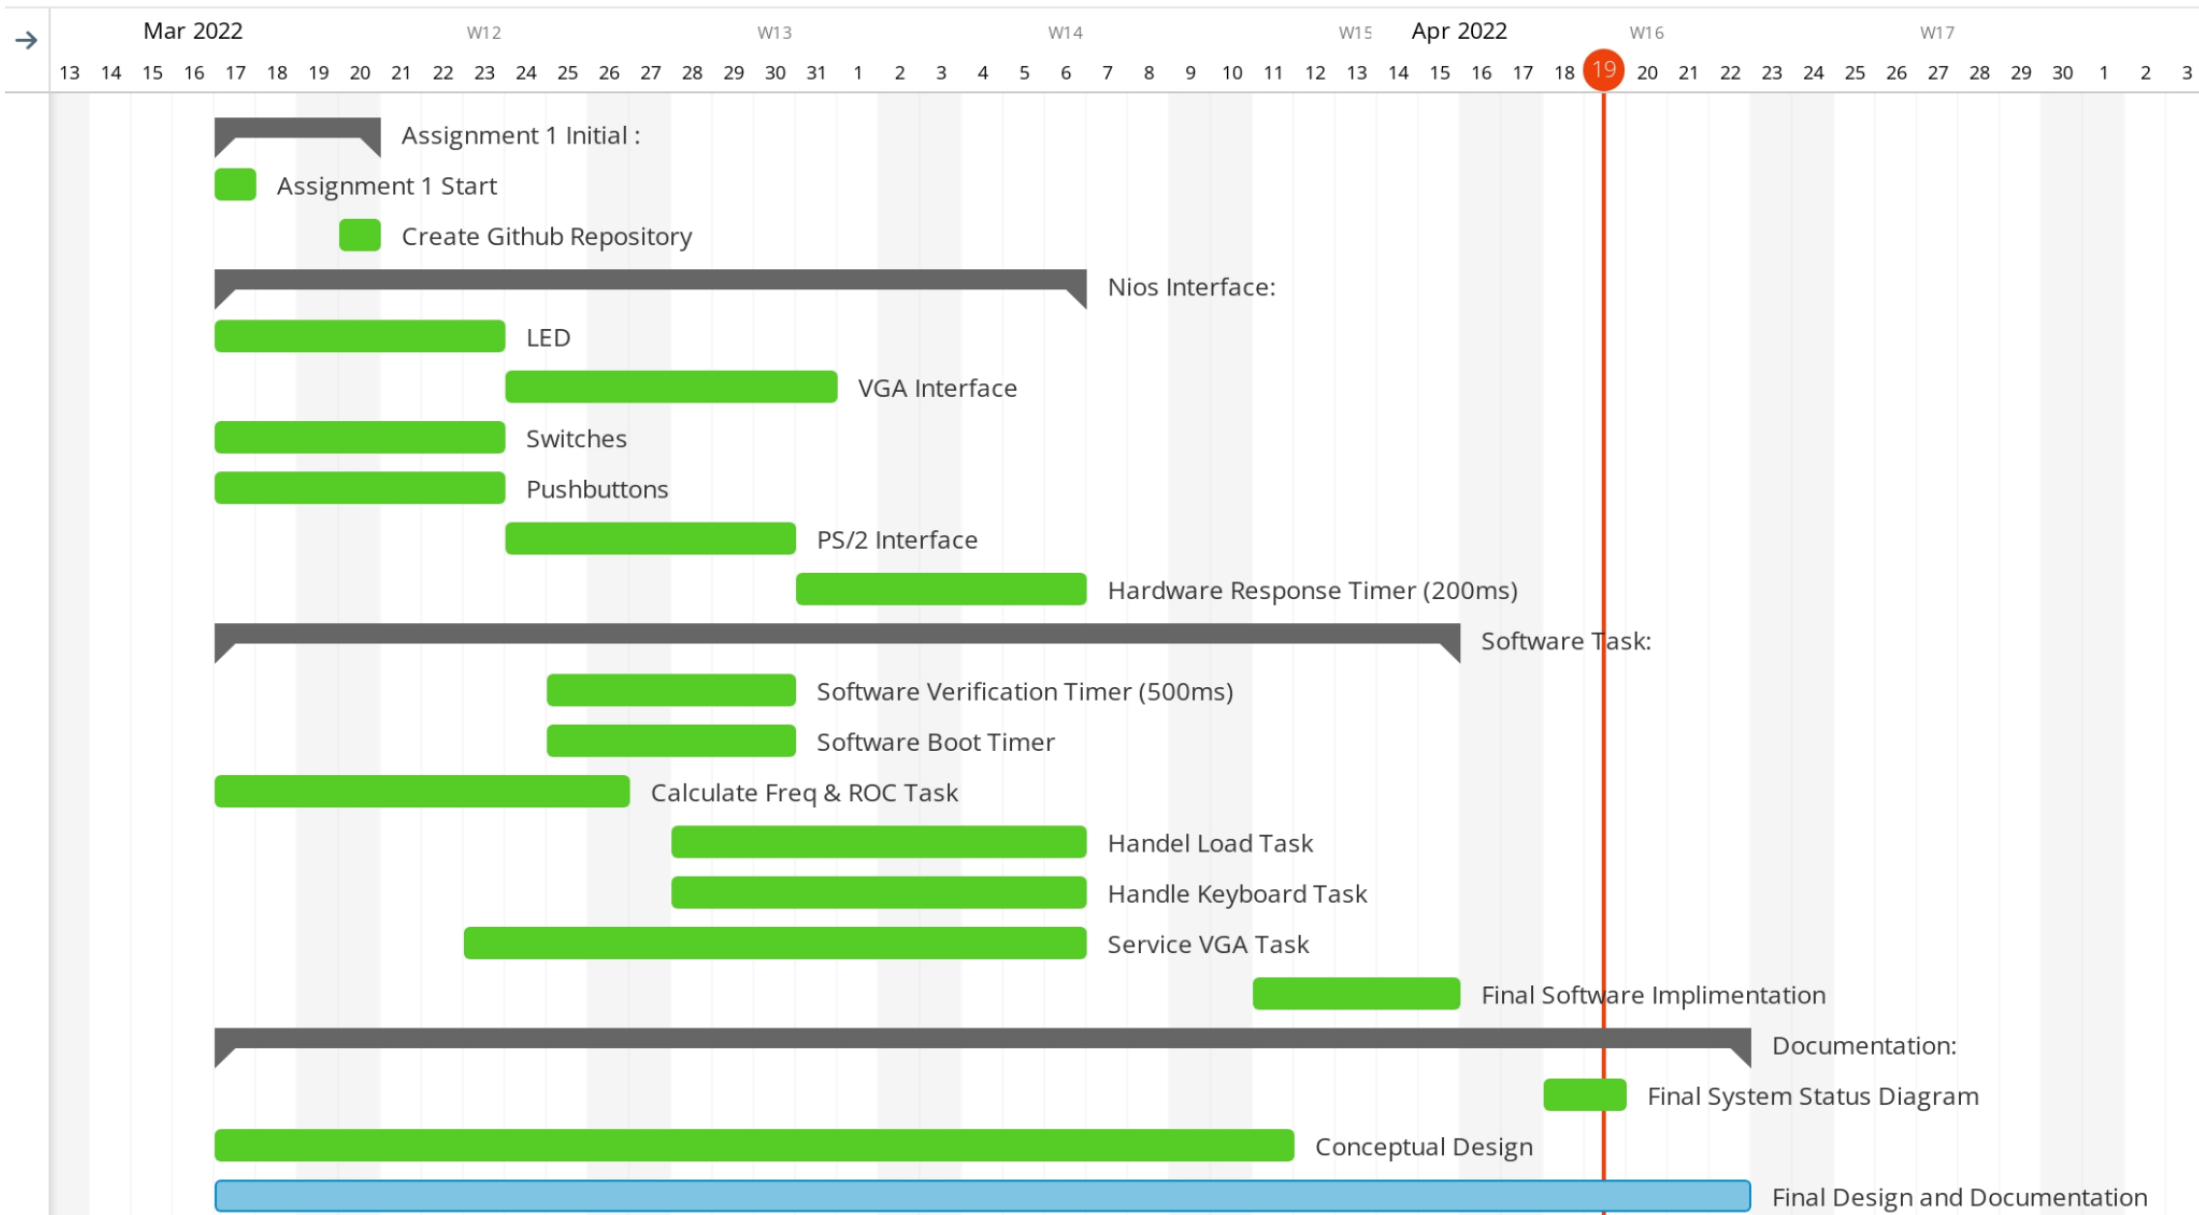 Mar 2022 W12 W13 W14 W15 Apr 2022 W16 W17
13 14 15 16 17 18 19 20 21 22 23 24 25 26 27 28 29 30 31 1 2 3 4 5 6 7 8 9 10 11 12 13 14 15 16 17 18 19 20 21 22 23 24 25 26 27 28 29 30 1 2 3
Assignment 1 Initial :
Assignment 1 Start
Create Github Repository
Nios Interface:
LED
VGA Interface
Switches
Pushbuttons
PS/2 Interface
Hardware Response Timer (200ms)
Software Task:
Software Verification Timer (500ms)
Software Boot Timer
Calculate Freq & ROC Task
Handel Load Task
Handle Keyboard Task
Service VGA Task
Final Software Implimentation
Documentation:
Final System Status Diagram
Conceptual Design
Final Design and Documentation